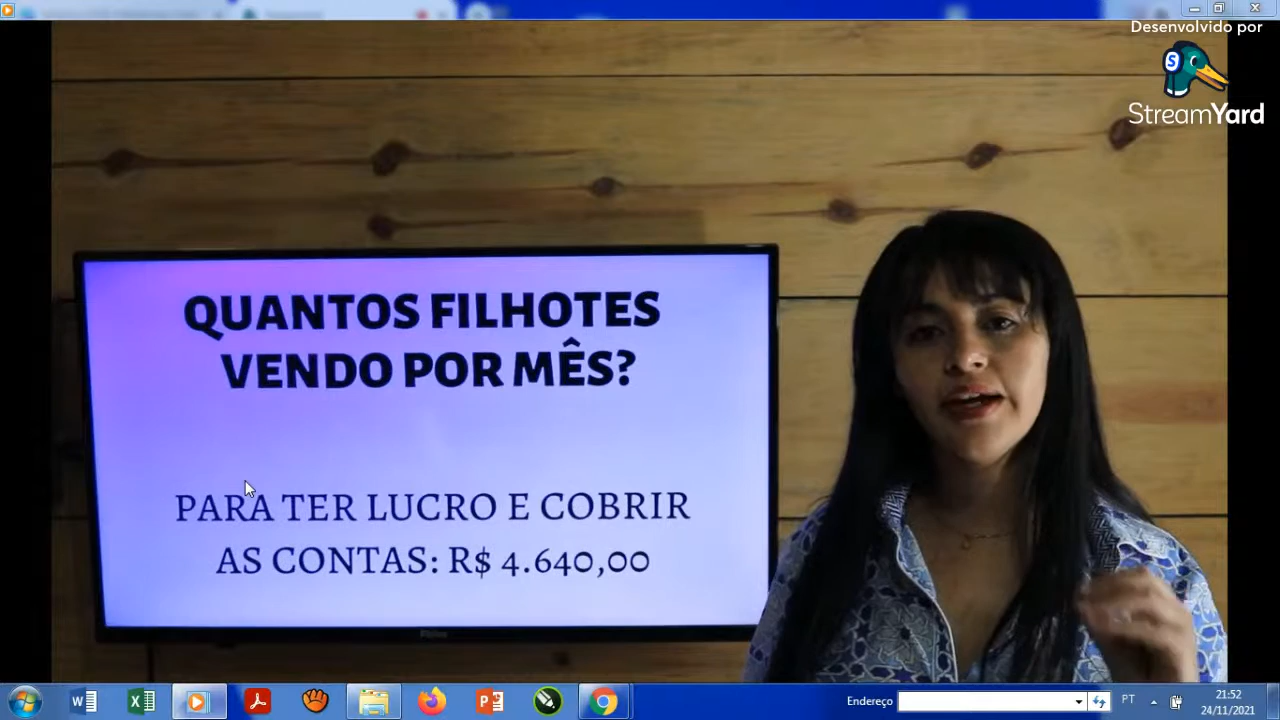 Desenvolvido por
StreamYard
QUANTOS FILHOTES
VENDO POR MÊS?
PARA TER LUCRO E COBRIR
AS CONTAS: R$ 4.640,00
Philco
Endereço
PT
21:52
24/11/2021